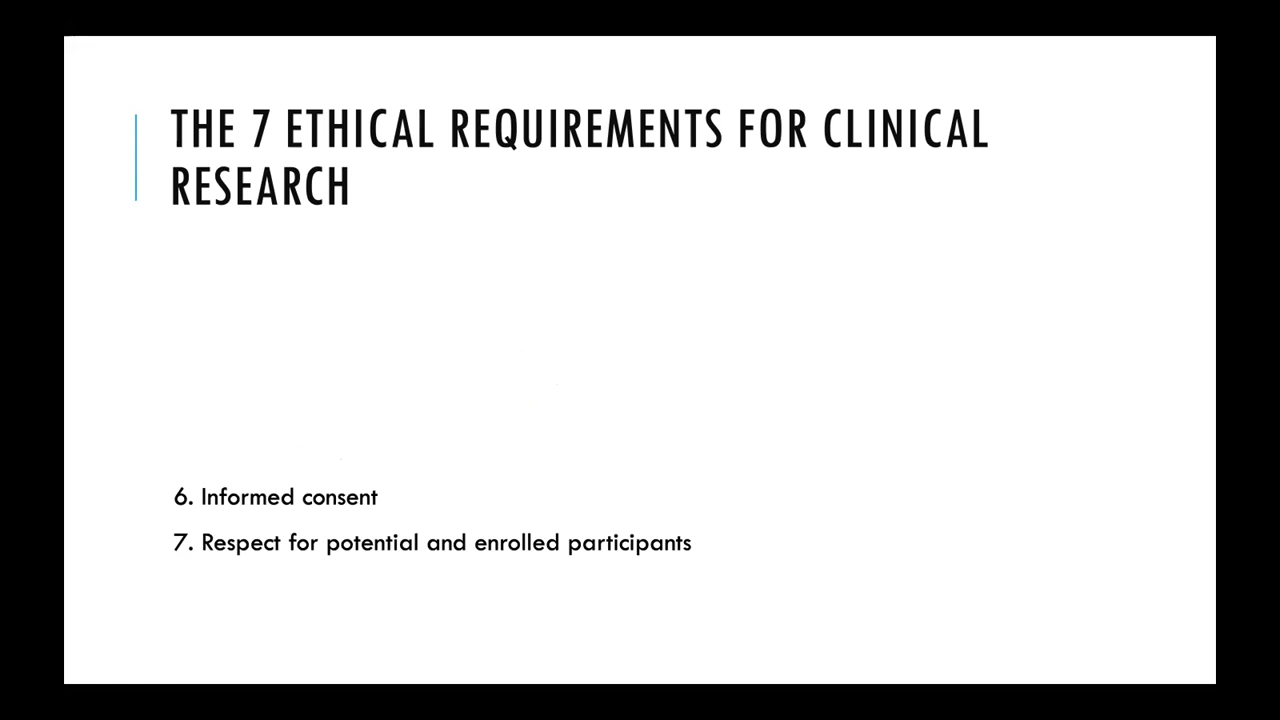 THE 7 ETHICAL REQUIREMENTS FOR CLINICAL
RESEARCH
6. Informed consent
7. Respect for potential and enrolled participants